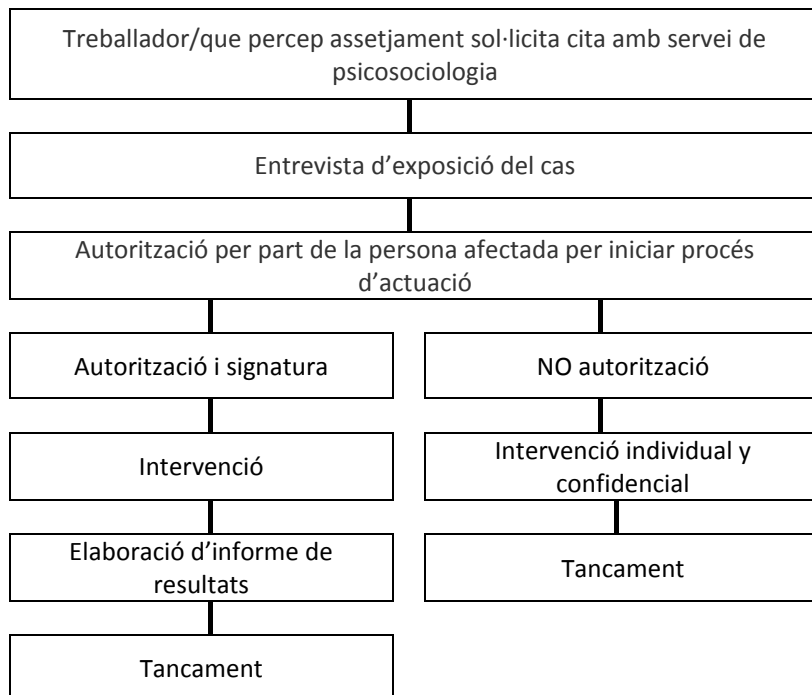 Treballador/que percep assetjament sol·licita cita amb servei de
psicosociologia
Entrevista d'exposició del cas
Autorització per part de la persona afectada per iniciar procés
d'actuació
Autorització i signatura
NO autorització
Intervenció
Intervenció individual y
confidencial
Elaboració d'informe de
resultats
Tancament
Tancament